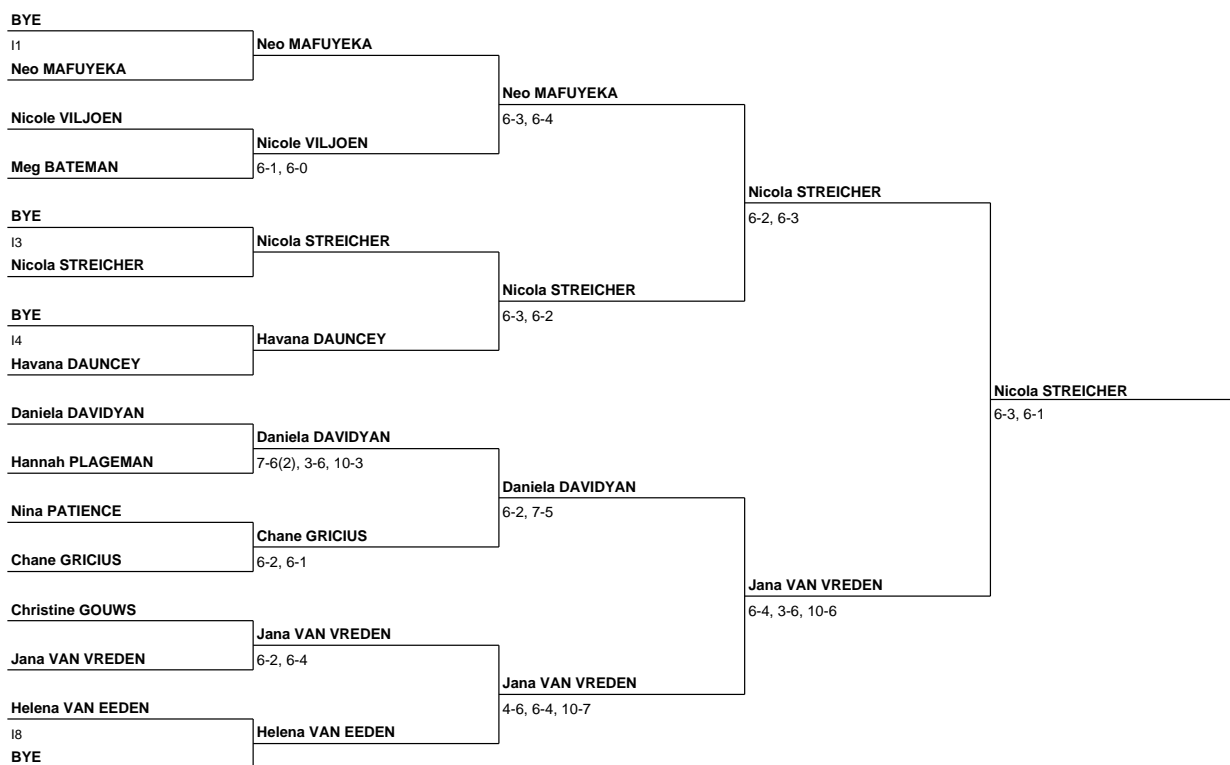 BYE
I1
Neo MAFUYEKA
Nicole VILJOEN
Meg BATEMAN
BYE
I3
Nicola STREICHER
BYE
I4
Havana DAUNCEY
Daniela DAVIDYAN
Hannah PLAGEMAN
Nina PATIENCE
Chane GRICIUS
Christine GOUWS
Jana VAN VREDEN
Helena VAN EEDEN
I8
BYE
Neo MAFUYEKA
Nicole VILJOEN
6-1, 6-0
Nicola STREICHER
Havana DAUNCEY
Daniela DAVIDYAN
7-6(2), 3-6, 10-3
Chane GRICIUS
6-2, 6-1
Jana VAN VREDEN
6-2, 6-4
Helena VAN EEDEN
Neo MAFUYEKA
6-3, 6-4
Nicola STREICHER
6-3, 6-2
Daniela DAVIDYAN
6-2, 7-5
Jana VAN VREDEN
4-6, 6-4, 10-7
Nicola STREICHER
6-2, 6-3
Jana VAN VREDEN
6-4, 3-6, 10-6
Nicola STREICHER
6-3, 6-1